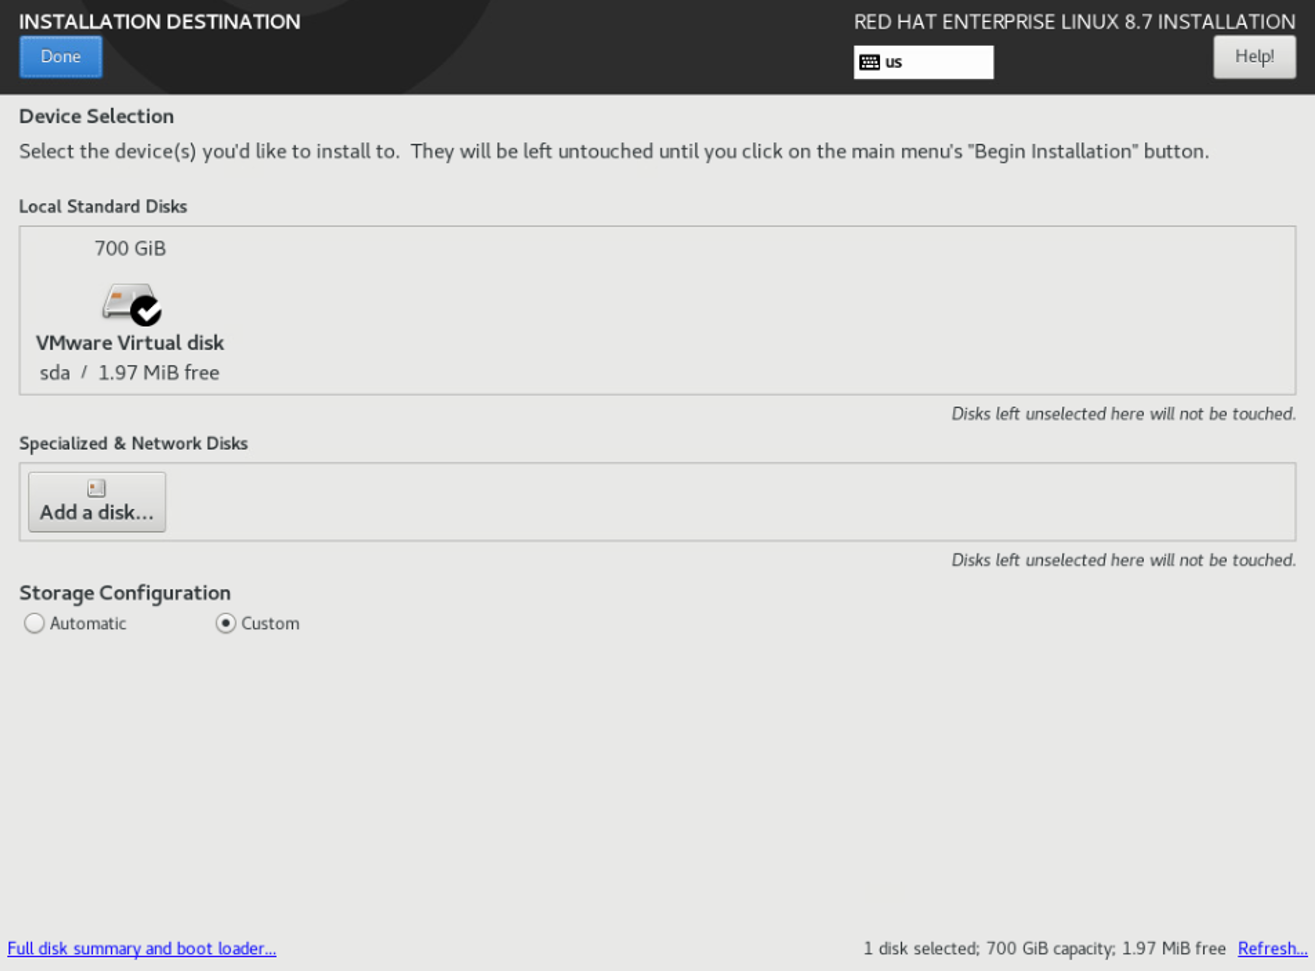 INSTALLATION DESTINATION
RED HAT ENTERPRISE LINUX 8.7 INSTALLATION
Done
us
Help!
Device Selection
Select the device(s) you'd like to install to.  They will be left untouched until you click on the main menu's "Begin Installation" button.
Local Standard Disks
700 GiB
VMware Virtual disk
sda / 1.97 MiB free
Disks left unselected here will not be touched.
Specialized & Network Disks
Add a disk...
Disks left unselected here will not be touched.
Storage Configuration
Automatic
Custom
Full disk summary and boot loader...
1 disk selected; 700 GiB capacity; 1.97 MiB free
Refresh...